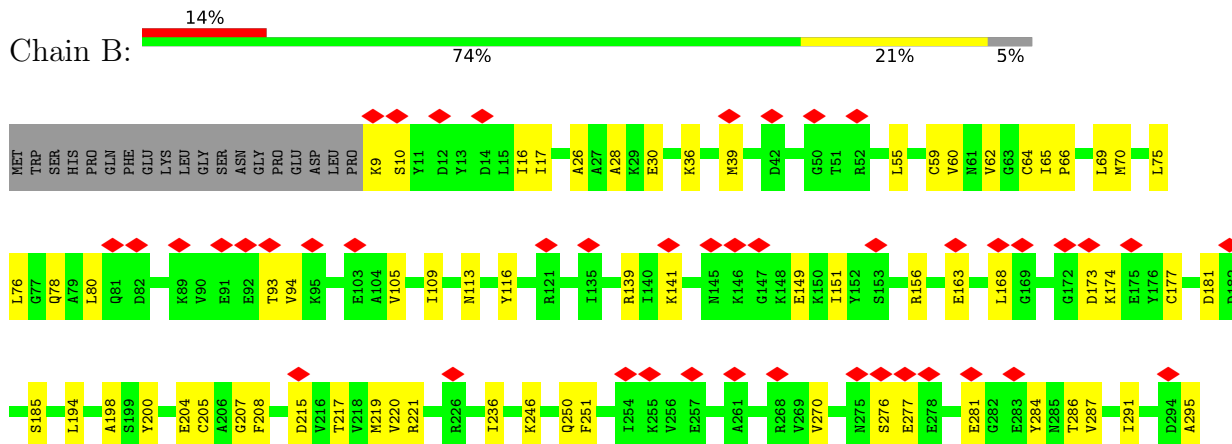 14%
Chain B:
74% 21% 5%
MET TRP SER HIS PRO GLN PHE GLU LYS LEU GLY SER ASN GLY PRO GLU ASP LEU PRO K9 S10 Y11 D12 Y13 D14 L15 I16 I17 A26 A27 A28 K29 E30 K36 M39 D42 G50 T51 R52 L55 C59 V60 N61 V62 G63 C64 I65 P66 L69 M70 L75
L76 G77 Q78 A79 L80 Q81 D82 K89 V90 E91 E92 T93 V94 K95 E103 A104 V105 I109 N113 Y116 R121 I135 R139 I140 K141 N145 K146 G147 K148 E149 K150 I151 Y152 S153 R156 E163 L168 G169 G172 D173 K174 E175 Y176 C177 D181
S185 L194 A198 S199 Y200 E204 C205 A206 G207 F208 D215 V216 T217 V218 M219 V220 R221 R226 I236 K246 Q250 F251 I254 K255 V256 E257 A261 R268 V269 V270 N275 S276 E277 E278 E281 G282 E283 Y284 N285 T286 V287 I291 D294 A295